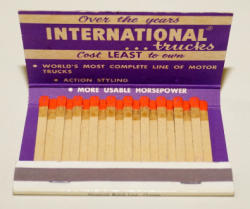 Over the years
INTERNATIONAL®
... trucks
Cost LEAST to own
• WORLD'S MOST COMPLETE LINE OF MOTOR
TRUCKS
• ACTION STYLING
• MORE USABLE HORSEPOWER